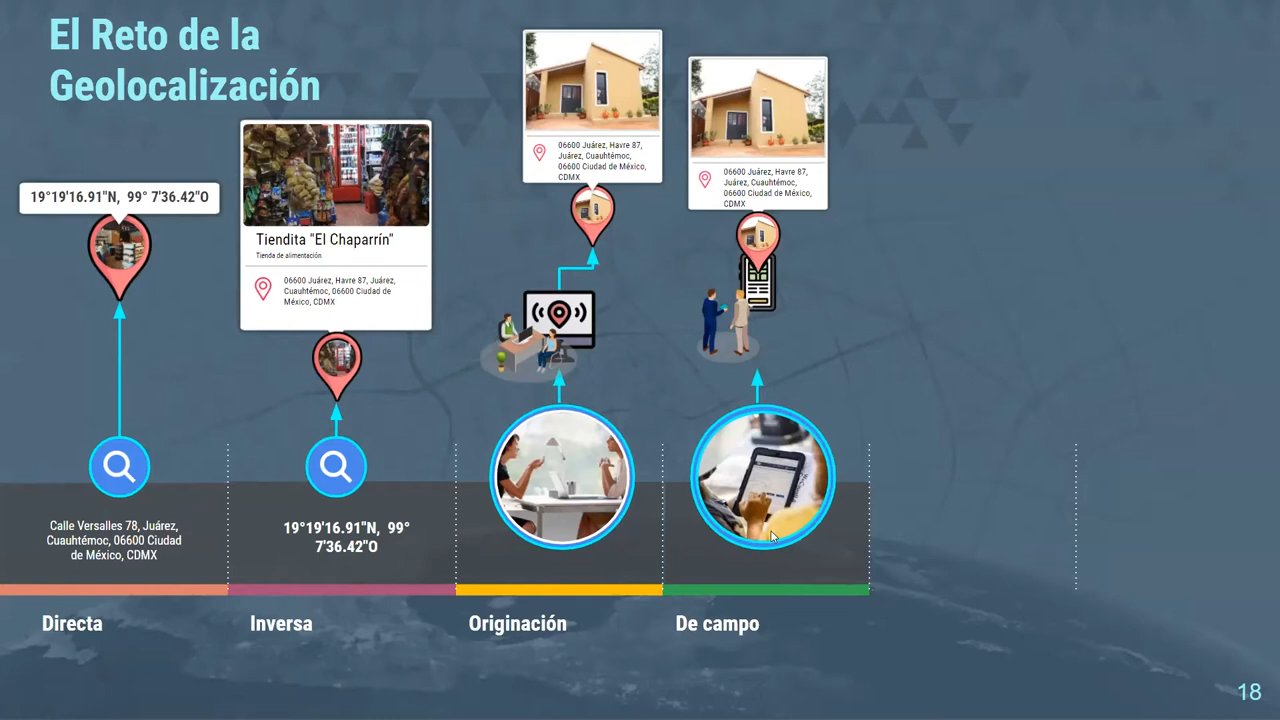 El Reto de la
Geolocalización
19°19'16.91"N,  99° 7'36.42"O
Tiendita "El Chaparrín"
Tienda de alimentación
06600 Juárez, Havre 87, Juárez,
Cuauhtémoc, 06600 Ciudad de
México, CDMX
06600 Juárez, Havre 87,
Juárez, Cuauhtémoc,
06600 Ciudad de México,
CDMX
06600 Juárez, Havre 87,
Juárez, Cuauhtémoc,
06600 Ciudad de México,
CDMX
Calle Versalles 78, Juárez,
Cuauhtémoc, 06600 Ciudad
de México, CDMX
19°19'16.91"N,  99°
7'36.42"O
Directa
Inversa
Originación
De campo
18